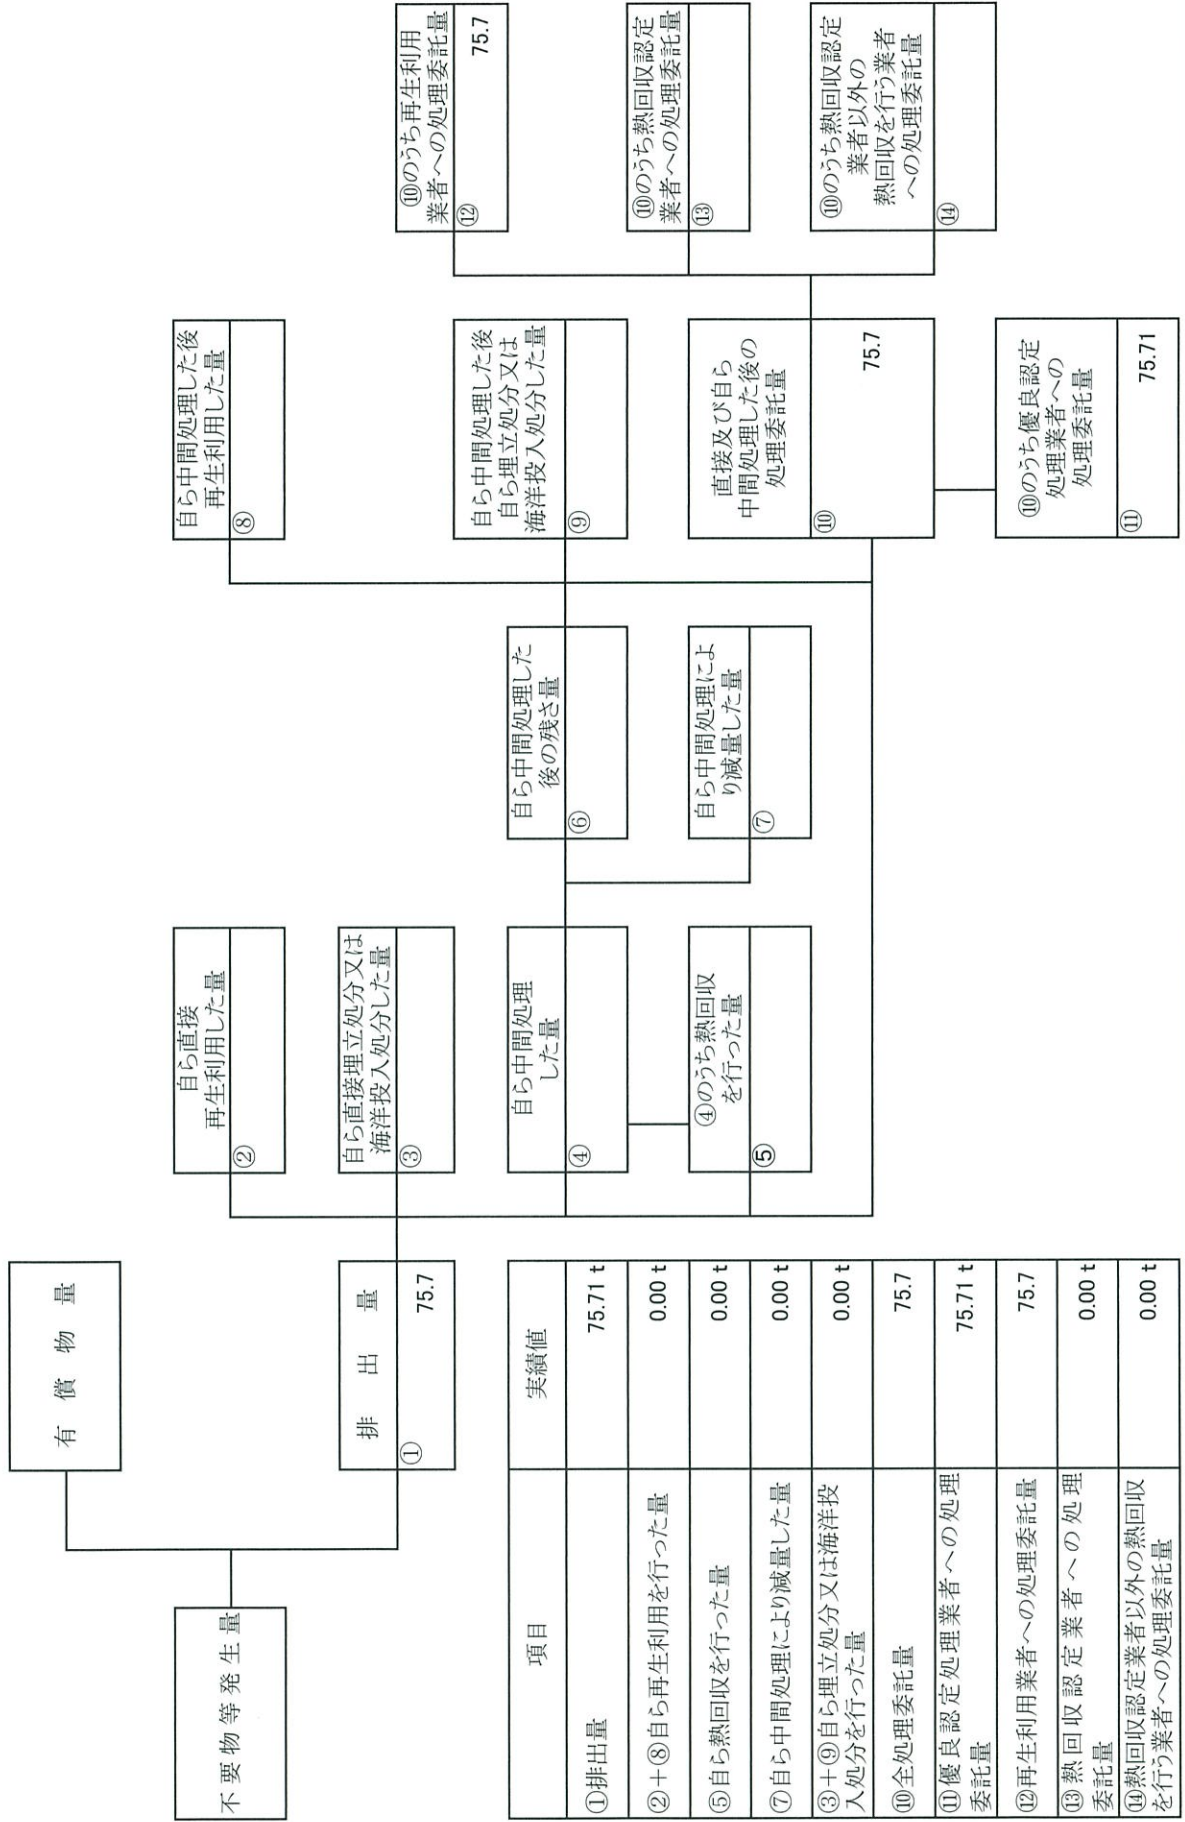 有償物量
不要物等発生量
排出量
①
75.7
自ら直接
再生利用した量
②
自ら直接埋立処分又は
海洋投入処分した量
③
自ら中間処理
した量
④
④のうち熱回収
を行った量
⑤
自ら中間処理した
後の残さ量
⑥
自ら中間処理によ
り減量した量
⑦
自ら中間処理した後
再生利用した量
⑧
自ら中間処理した後
自ら埋立処分又は
海洋投入処分した量
⑨
直接及び自ら
中間処理した後の
処理委託量
⑩
75.7
⑩のうち優良認定
処理業者への
処理委託量
⑪
75.71
⑩のうち再生利用
業者への処理委託量
⑫
75.7
⑩のうち熱回収認定
業者への処理委託量
⑬
⑩のうち熱回収認定
業者以外の
熱回収を行う業者
への処理委託量
⑭
項目 実績値
①排出量 75.71 t
②+⑧自ら再生利用を行った量 0.00 t
⑤自ら熱回収を行った量 0.00 t
⑦自ら中間処理により減量した量 0.00 t
③+⑨自ら埋立処分又は海洋投
入処分を行った量 0.00 t
⑩全処理委託量 75.7
⑪優良認定処理業者への処理
委託量 75.71 t
⑫再生利用業者への処理委託量 75.7
⑬熱回収認定業者への処理
委託量 0.00 t
⑭熱回収認定業者以外の熱回収
を行う業者への処理委託量 0.00 t